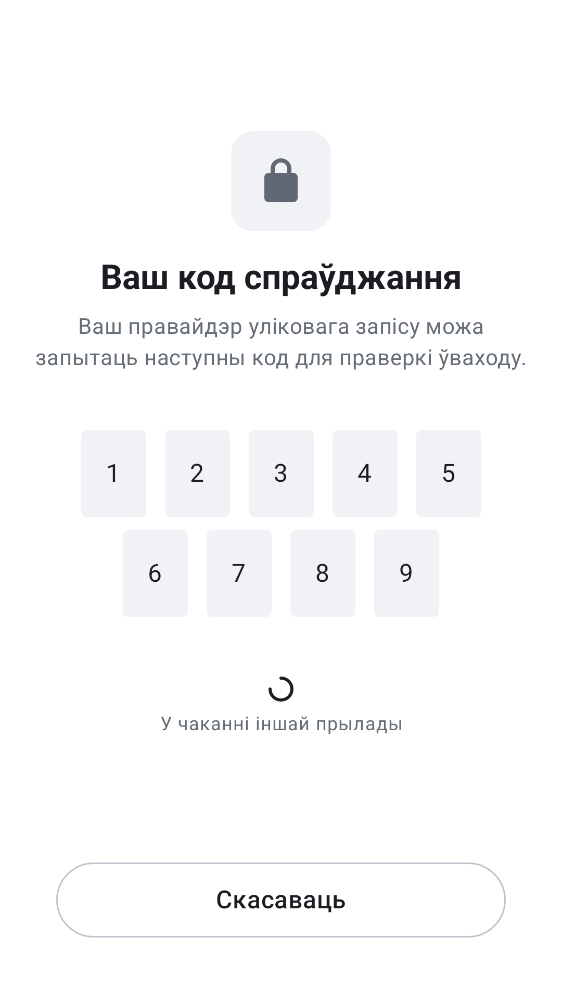 Ваш код спраўджання
Ваш правайдэр уліковага запісу можа
запытаць наступны код для праверкі ўваходу.
1 2 3 4 5
6 7 8 9
У чаканні іншай прылады
Скасаваць